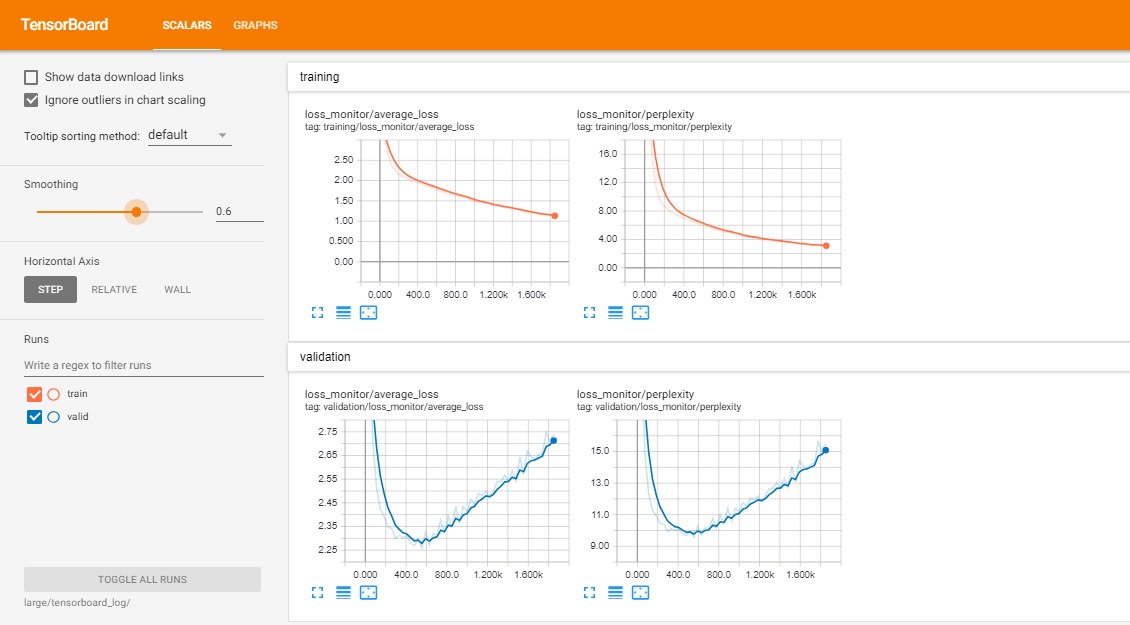 TensorBoard SCALARS GRAPHS
Show data download links
Ignore outliers in chart scaling
Tooltip sorting method: default
Smoothing
0.6
Horizontal Axis
STEP RELATIVE WALL
Runs
Write a regex to filter runs
train
valid
TOGGLE ALL RUNS
large/tensorboard_log/
training
loss_monitor/average_loss
tag: training/loss_monitor/average_loss
2.50
2.00
1.50
1.00
0.500
0.00
0.000 400.0 800.0 1.200k 1.600k
loss_monitor/perplexity
tag: training/loss_monitor/perplexity
16.0
12.0
8.00
4.00
0.00
0.000 400.0 800.0 1.200k 1.600k
validation
loss_monitor/average_loss
tag: validation/loss_monitor/average_loss
2.75
2.65
2.55
2.45
2.35
2.25
0.000 400.0 800.0 1.200k 1.600k
loss_monitor/perplexity
tag: validation/loss_monitor/perplexity
15.0
13.0
11.0
9.00
0.000 400.0 800.0 1.200k 1.600k